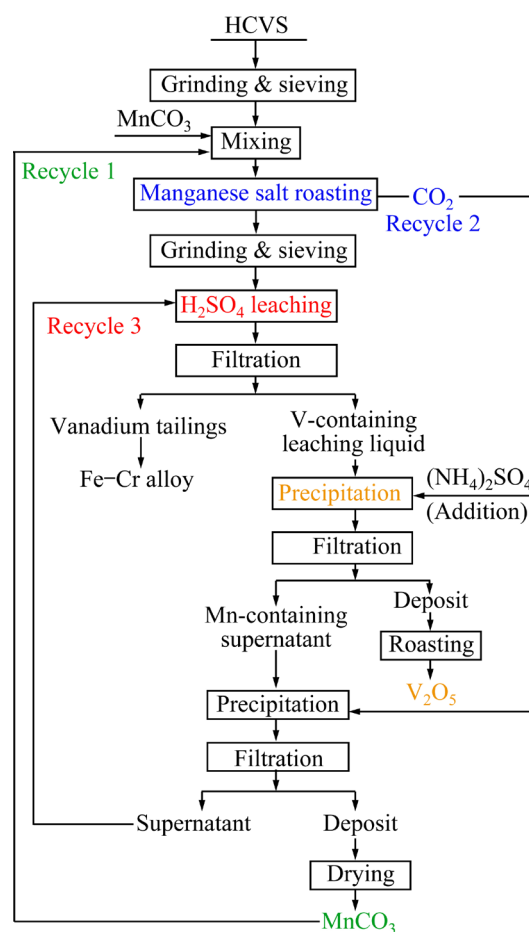 HCVS
Grinding & sieving
MnCO₃
Mixing
Recycle 1
Manganese salt roasting
CO₂
Recycle 2
Grinding & sieving
H₂SO₄ leaching
Recycle 3
Filtration
Vanadium tailings
V-containing
leaching liquid
Fe−Cr alloy
Precipitation
(NH₄)₂SO₄
(Addition)
Filtration
Mn-containing
supernatant
Deposit
Roasting
V₂O₅
Precipitation
Filtration
Supernatant
Deposit
Drying
MnCO₃